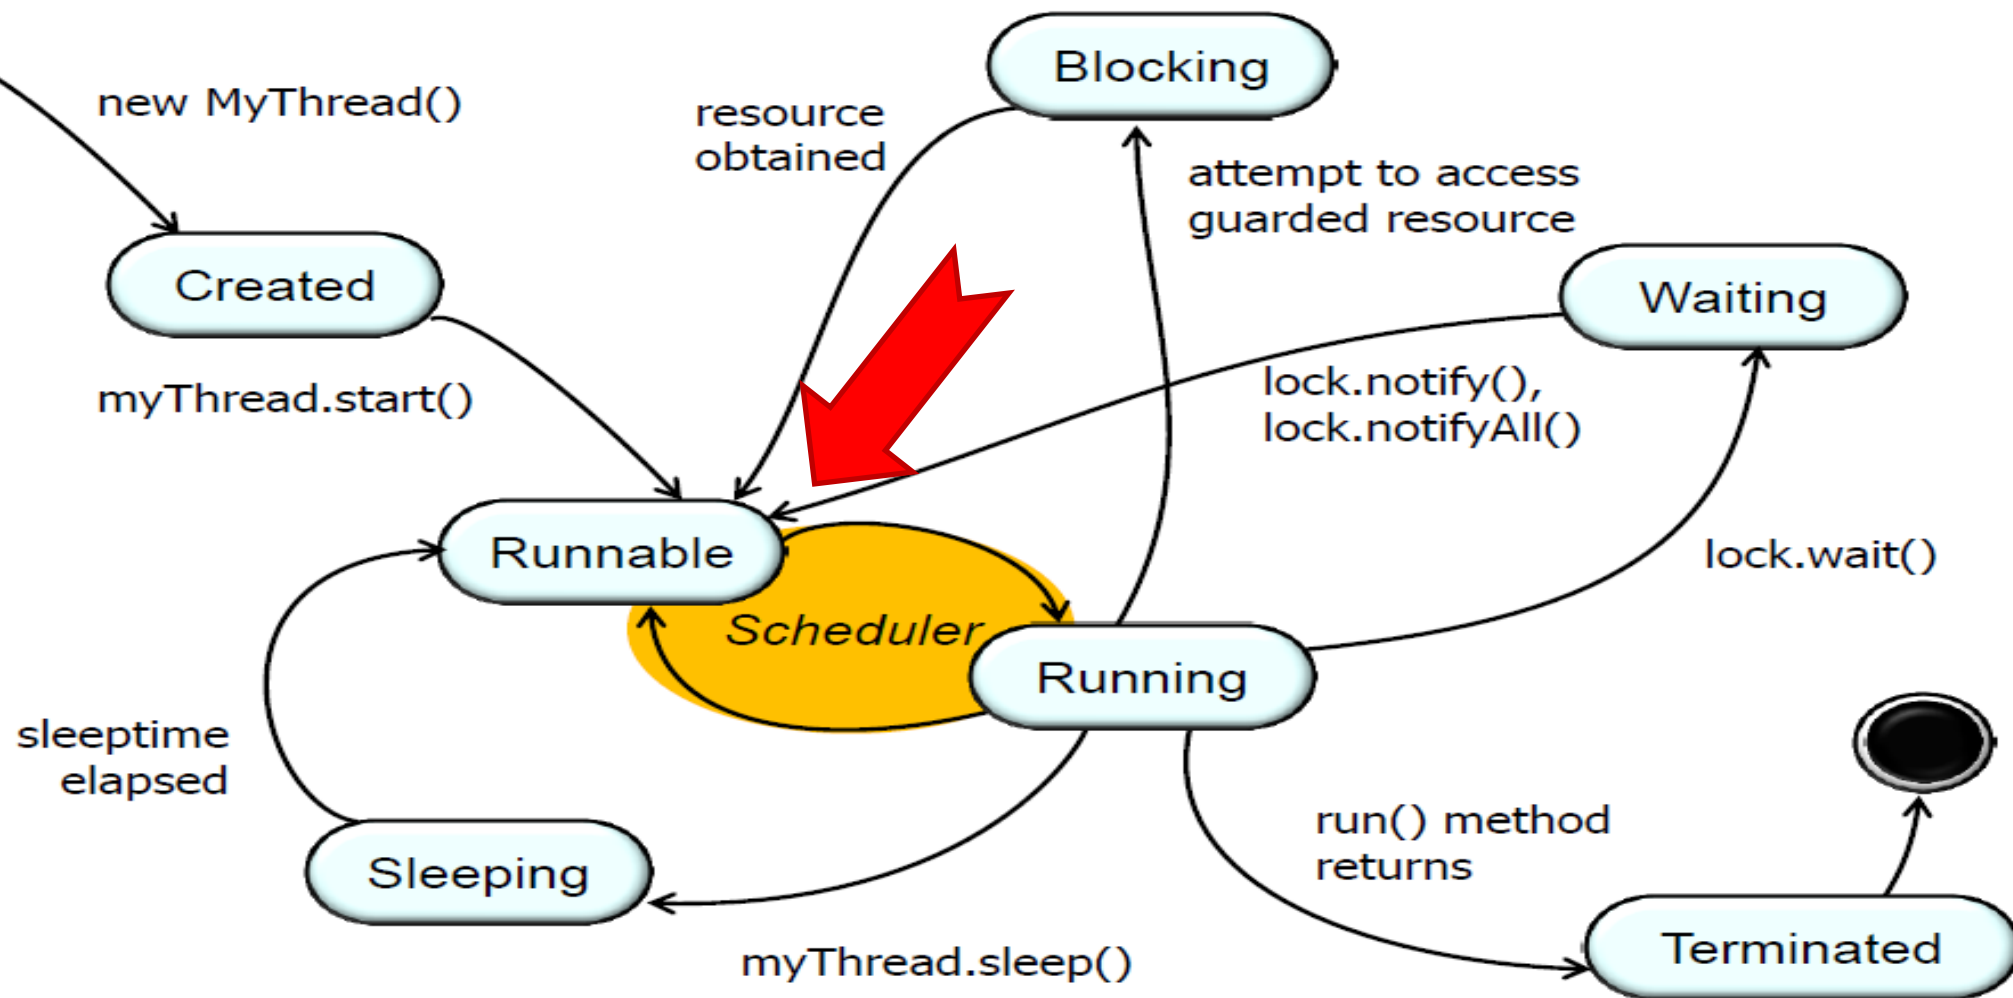 Blocking
new MyThread()
resource
obtained
attempt to access
guarded resource
Created
Waiting
myThread.start()
lock.notify(),
lock.notifyAll()
Runnable
lock.wait()
Scheduler
Running
sleeptime
elapsed
run() method
returns
Sleeping
Terminated
myThread.sleep()